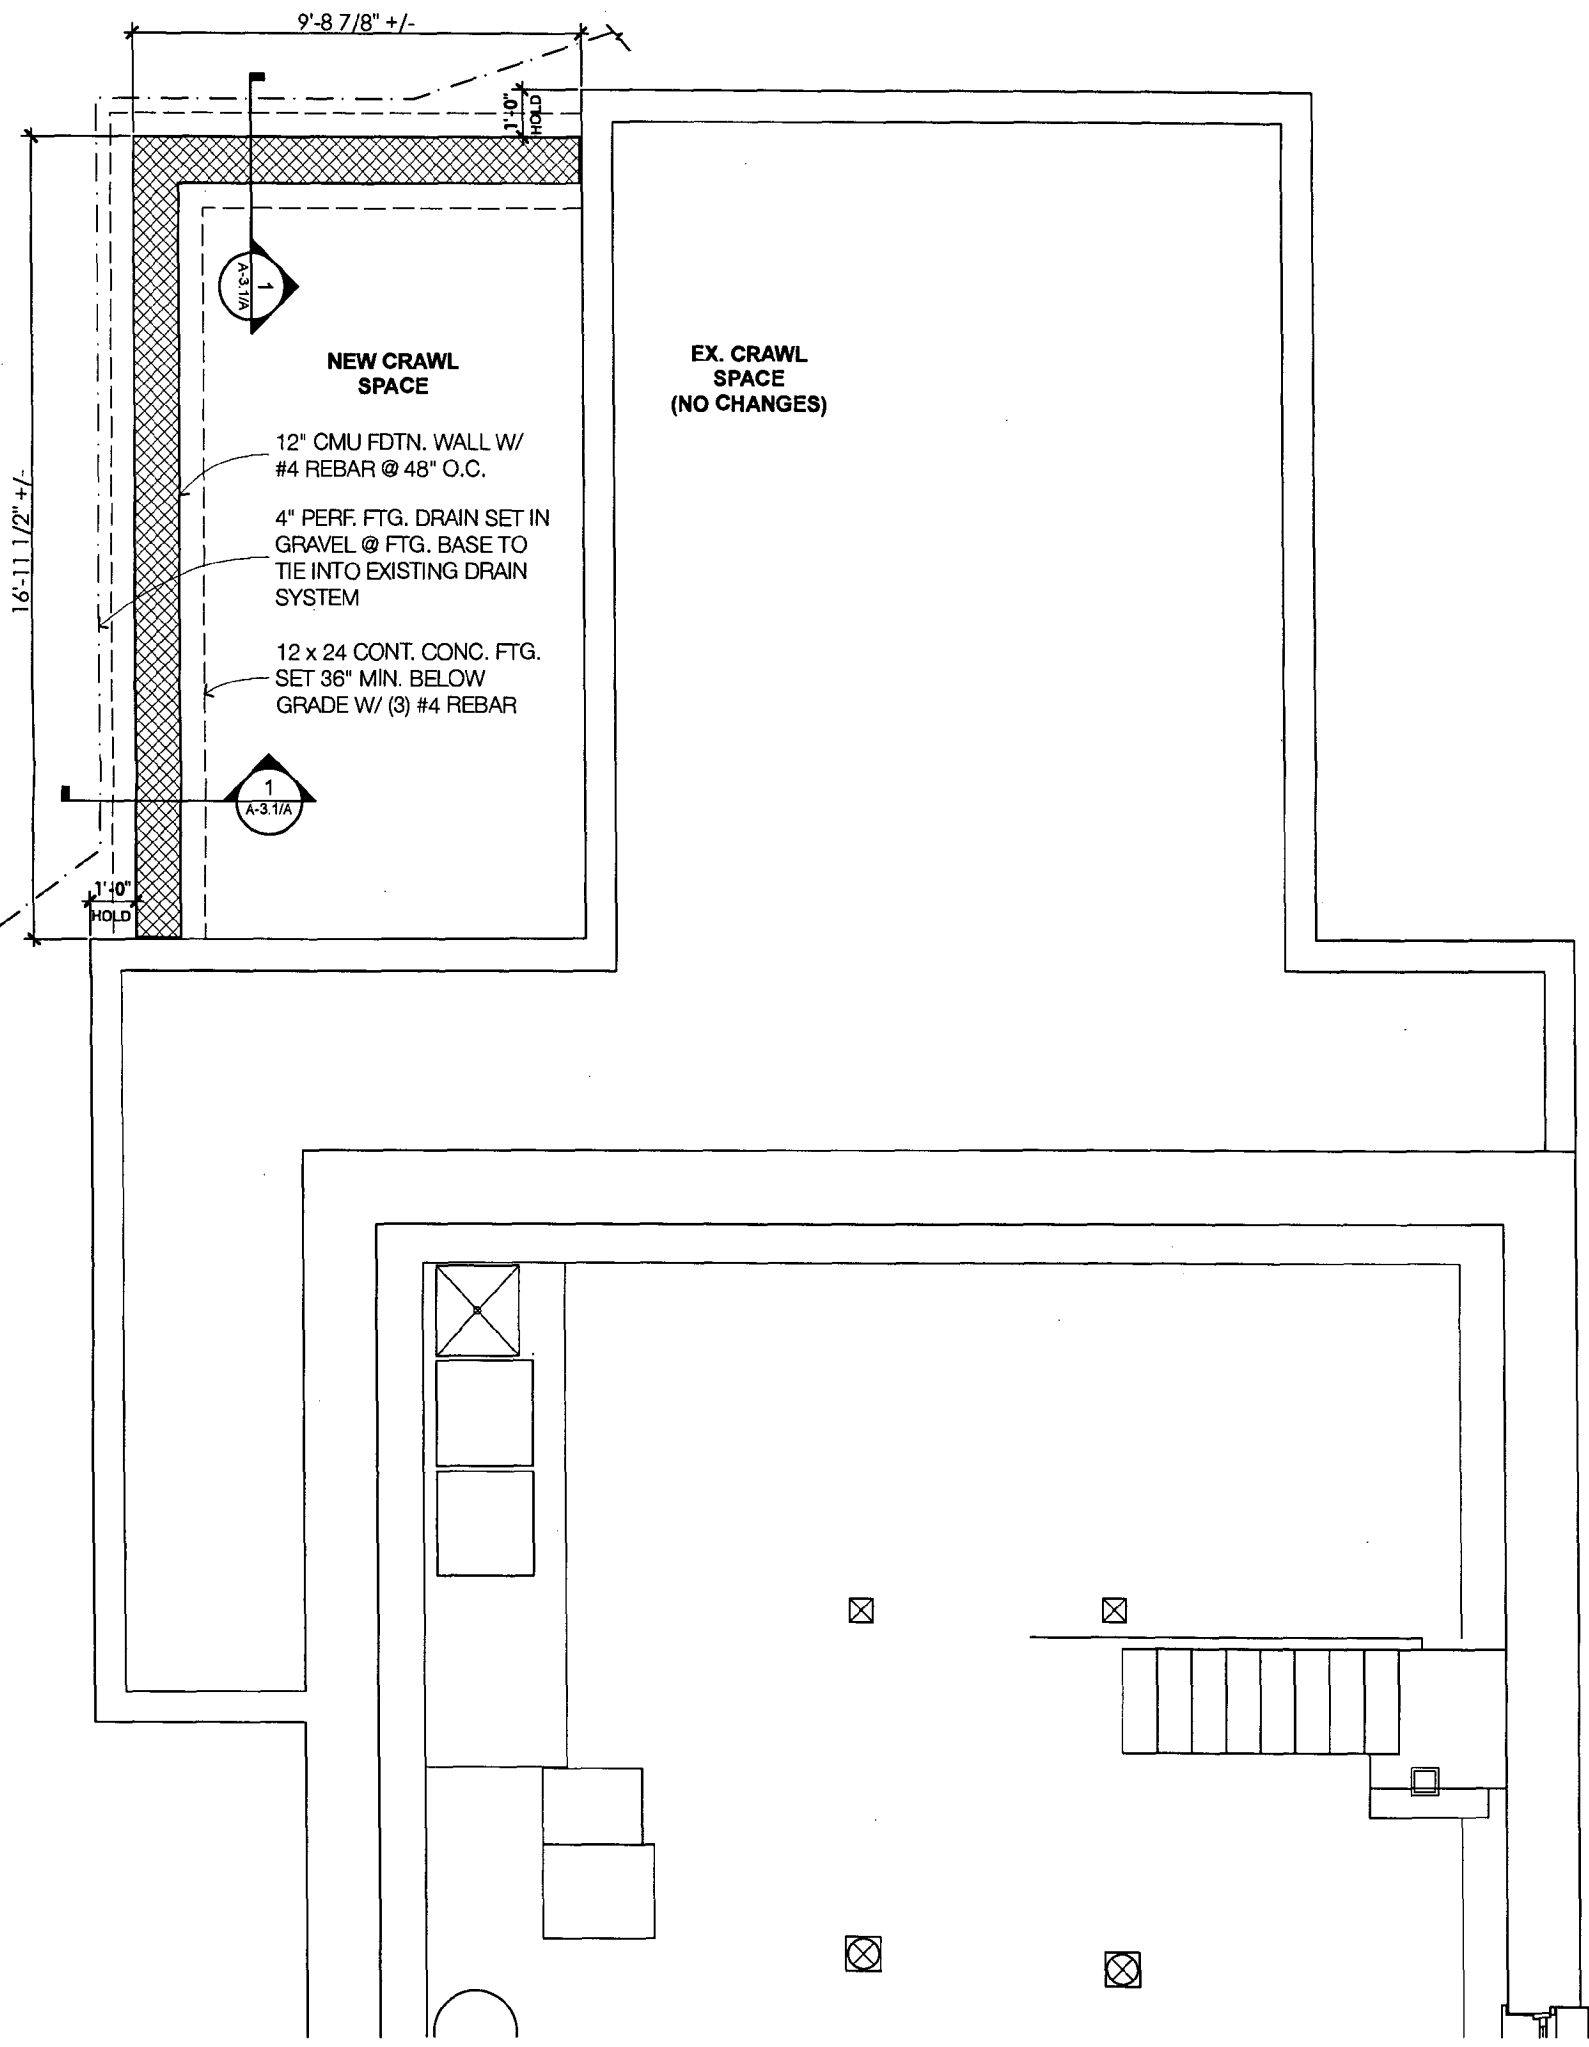 9'-8 7/8" +/-
1'-0"
HOLD
1
A-3.1/A
NEW CRAWL
SPACE
EX. CRAWL
SPACE
(NO CHANGES)
12" CMU FDTN. WALL W/
#4 REBAR @ 48" O.C.
16'-11 1/2" +/-
4" PERF. FTG. DRAIN SET IN
GRAVEL @ FTG. BASE TO
TIE INTO EXISTING DRAIN
SYSTEM
12 x 24 CONT. CONC. FTG.
SET 36" MIN. BELOW
GRADE W/ (3) #4 REBAR
1
A-3.1/A
1'-0"
HOLD